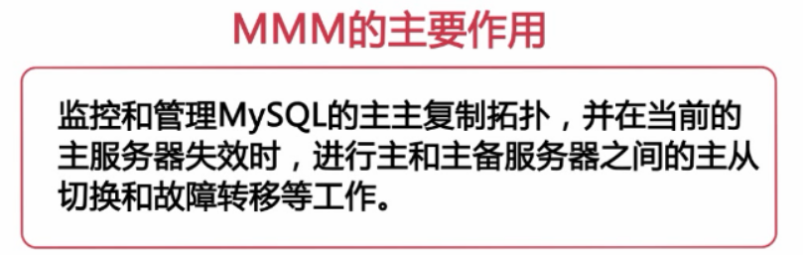 MMM的主要作用
监控和管理MySQL的主主复制拓扑，并在当前的
主服务器失效时，进行主和主备服务器之间的主从
切换和故障转移等工作。